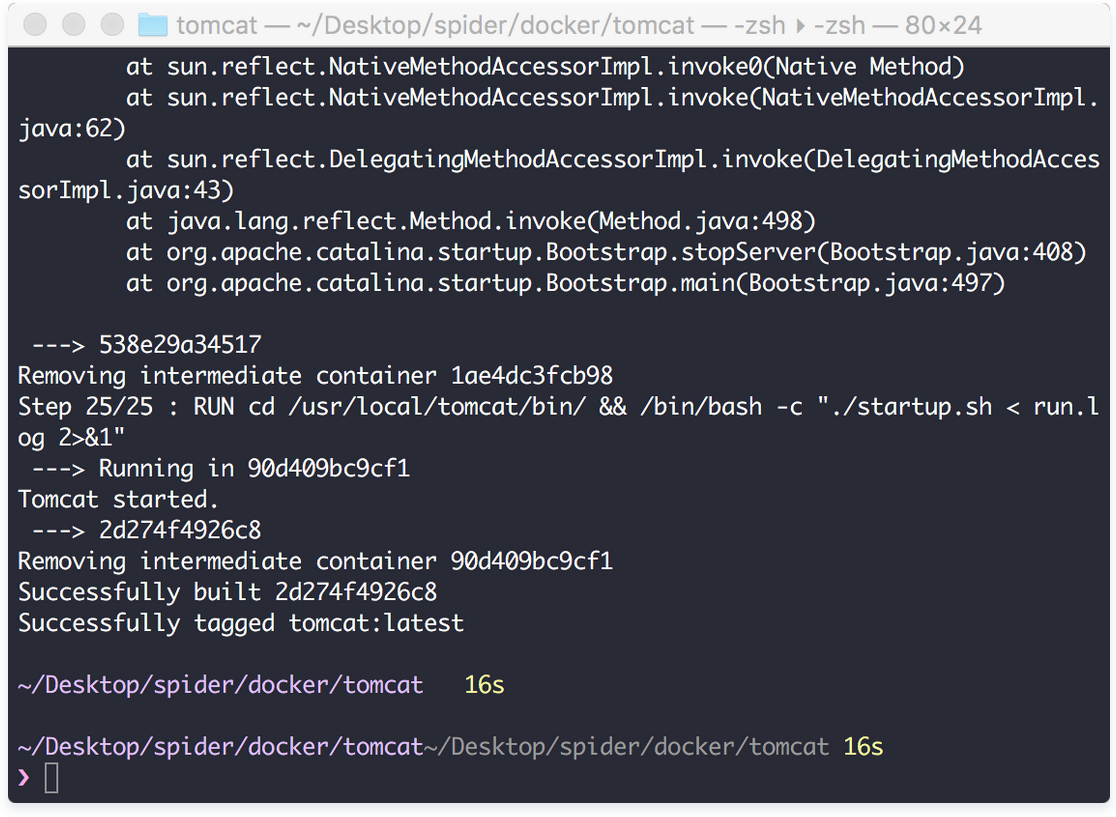 tomcat — ~/Desktop/spider/docker/tomcat — -zsh ▸ -zsh — 80×24
at sun.reflect.NativeMethodAccessorImpl.invoke0(Native Method)
at sun.reflect.NativeMethodAccessorImpl.invoke(NativeMethodAccessorImpl.
java:62)
at sun.reflect.DelegatingMethodAccessorImpl.invoke(DelegatingMethodAcces
sorImpl.java:43)
at java.lang.reflect.Method.invoke(Method.java:498)
at org.apache.catalina.startup.Bootstrap.stopServer(Bootstrap.java:408)
at org.apache.catalina.startup.Bootstrap.main(Bootstrap.java:497)
---> 538e29a34517
Removing intermediate container 1ae4dc3fcb98
Step 25/25 : RUN cd /usr/local/tomcat/bin/ && /bin/bash -c "./startup.sh < run.l
og 2>&1"
---> Running in 90d409bc9cf1
Tomcat started.
---> 2d274f4926c8
Removing intermediate container 90d409bc9cf1
Successfully built 2d274f4926c8
Successfully tagged tomcat:latest
~/Desktop/spider/docker/tomcat 16s
~/Desktop/spider/docker/tomcat~/Desktop/spider/docker/tomcat 16s
❯